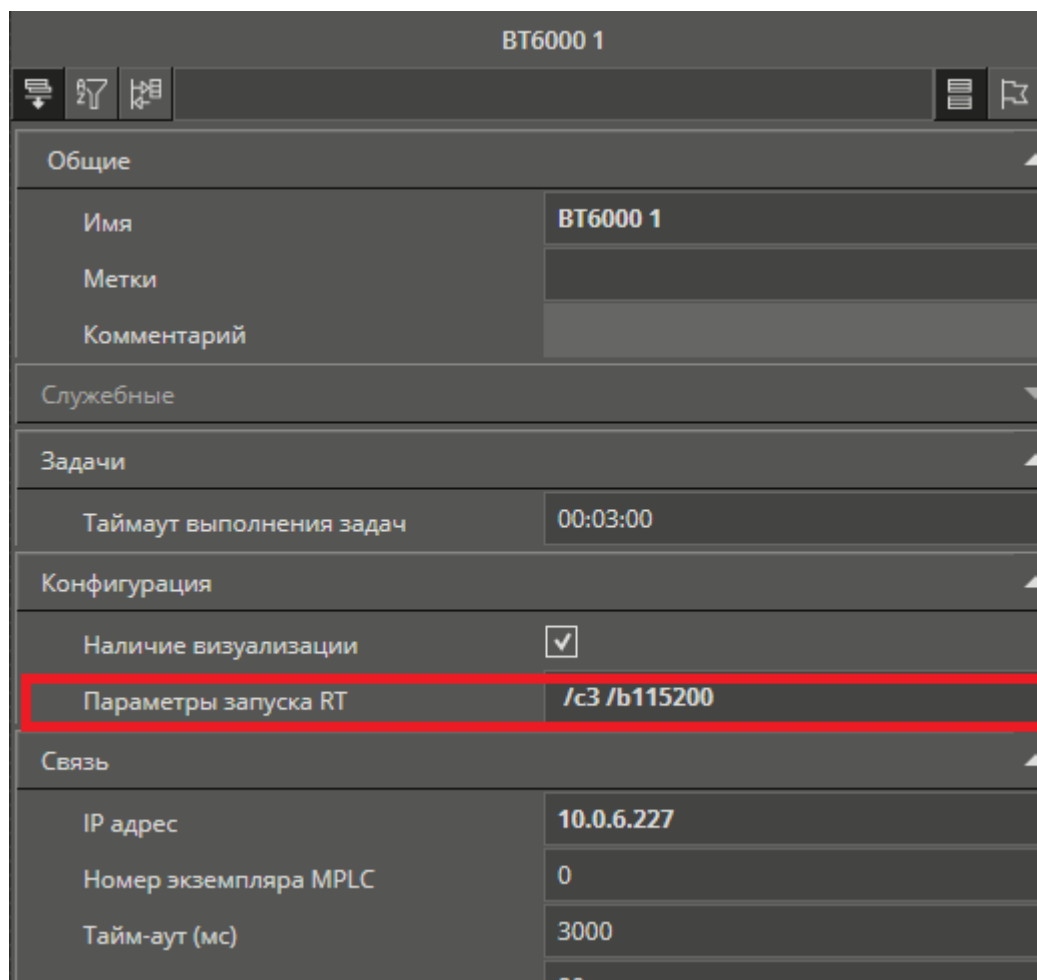 BT6000 1
Общие
Имя BT6000 1
Метки
Комментарий
Служебные
Задачи
Таймаут выполнения задач 00:03:00
Конфигурация
Наличие визуализации
Параметры запуска RT /c3 /b115200
Связь
IP адрес 10.0.6.227
Номер экземпляра MPLC 0
Тайм-аут (мс) 3000